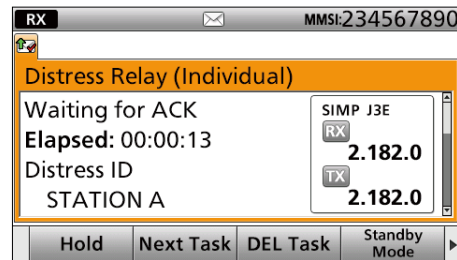 RX MMSI:234567890
Distress Relay (Individual)
Waiting for ACK
Elapsed: 00:00:13
Distress ID
STATION A
SIMP J3E
RX
2.182.0
TX
2.182.0
Hold Next Task DEL Task Standby Mode